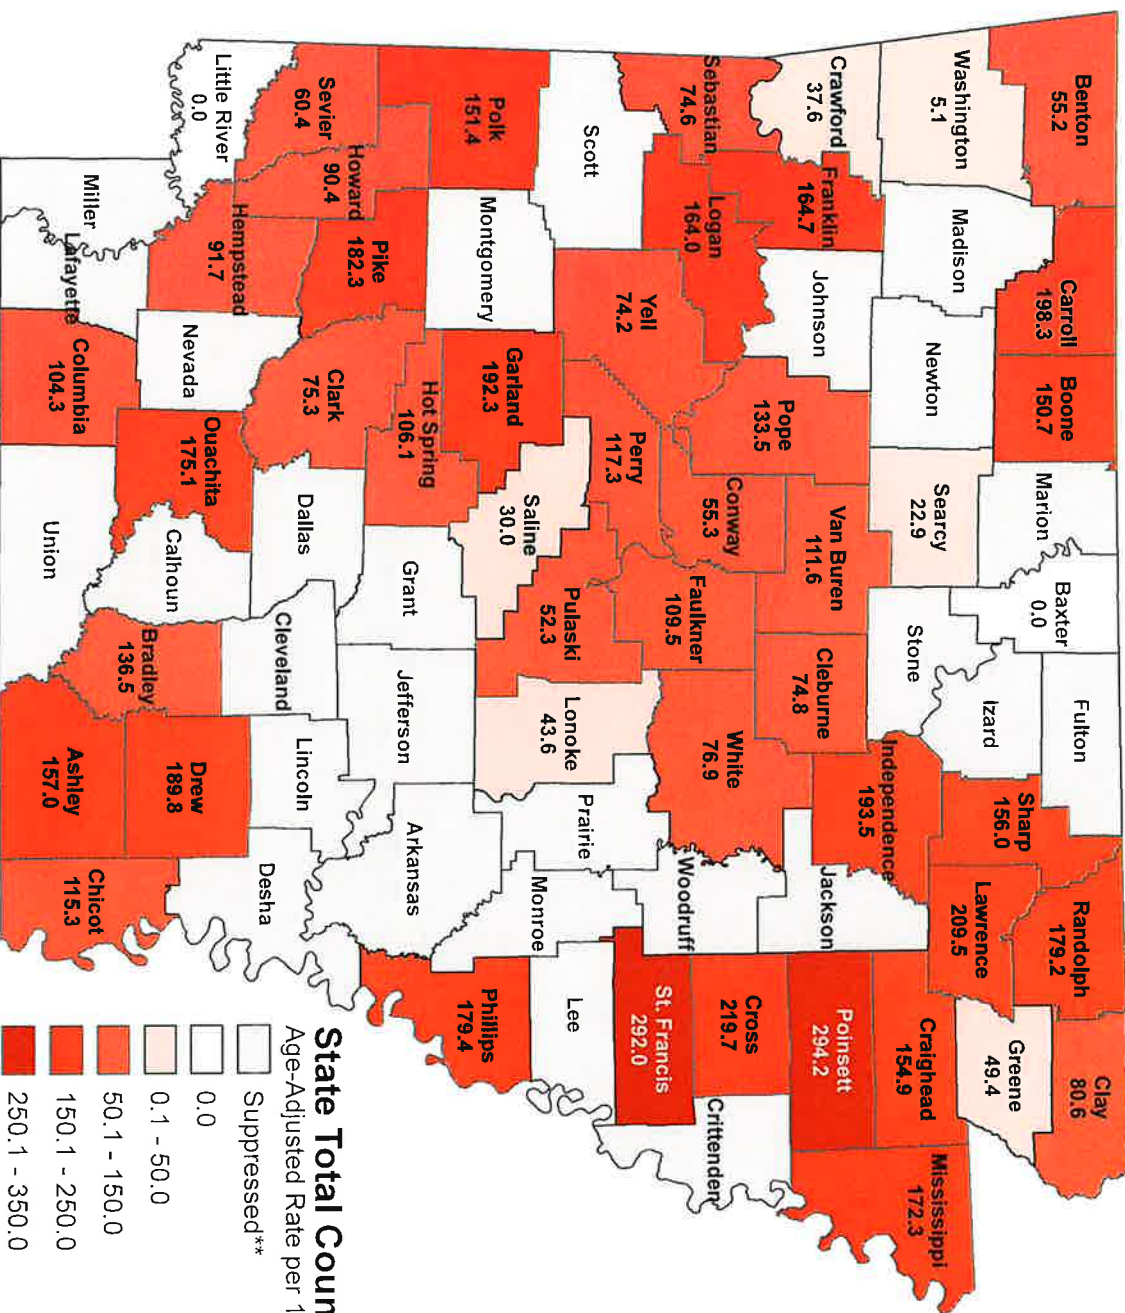 Benton
55.2
Carroll
198.3
Boone
150.7
Marion
Baxter
0.0
Fulton
Randolph
179.2
Clay
80.6
Washington
5.1
Madison
Newton
Searcy
22.9
Stone
Izard
Sharp
156.0
Lawrence
209.5
Greene
49.4
Crawford
37.6
Franklin
164.7
Johnson
Pope
133.5
Van Buren
111.6
Cleburne
74.8
Independence
193.5
Jackson
Craighead
154.9
Mississippi
172.3
Poinsett
294.2
Sebastian
74.6
Logan
164.0
Conway
55.3
Faulkner
109.5
White
76.9
Woodruff
Cross
219.7
Crittenden
Scott
Yell
74.2
Perry
117.3
Pulaski
52.3
Lonoke
43.6
Prairie
Monroe
St. Francis
292.0
Lee
Polk
151.4
Montgomery
Garland
192.3
Saline
30.0
Hot Spring
106.1
Grant
Jefferson
Arkansas
Phillips
179.4
Sevier
60.4
Howard
90.4
Pike
182.3
Clark
75.3
Dallas
Cleveland
Lincoln
Desha
Little River
0.0
Hempstead
91.7
Nevada
Ouachita
175.1
Calhoun
Bradley
136.5
Drew
189.8
Miller
Lafayette
Columbia
104.3
Union
Ashley
157.0
Chicot
115.3
State Total Coun
Age-Adjusted Rate per 1
Suppressed**
0.0
0.1 - 50.0
50.1 - 150.0
150.1 - 250.0
250.1 - 350.0